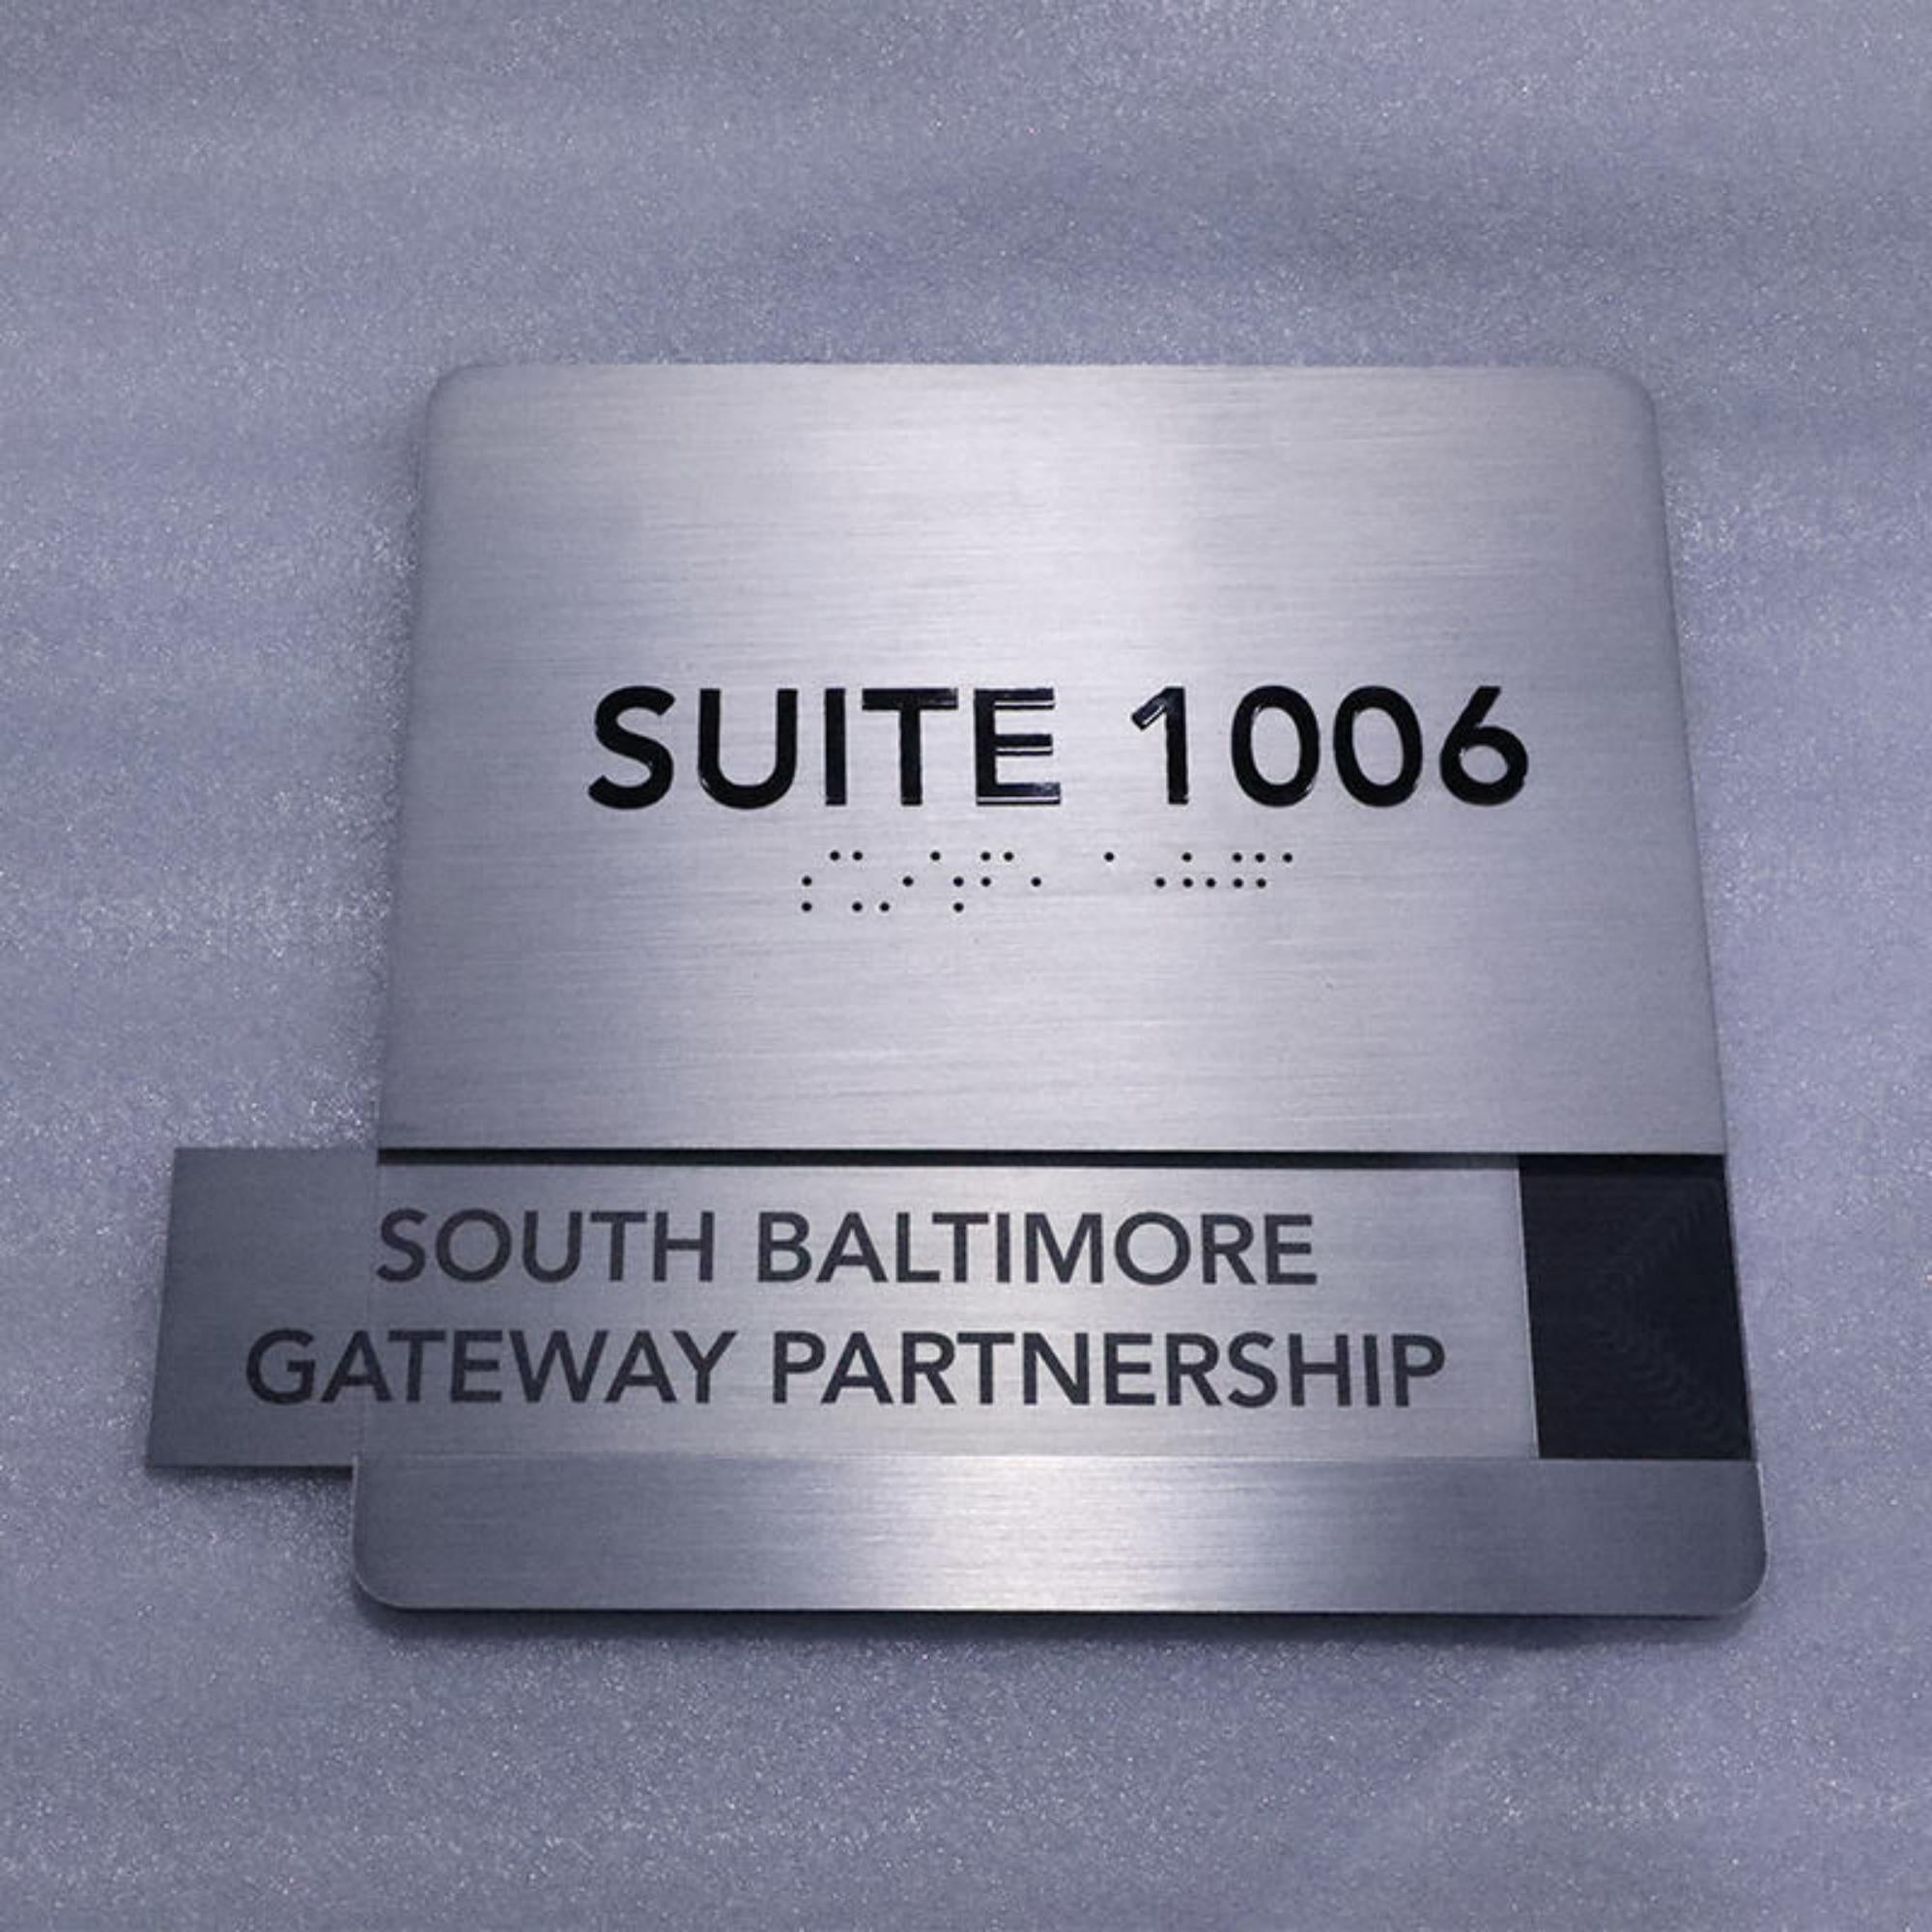 SUITE 1006
⠎⠥⠊⠞⠑ ⠁⠚⠚⠋
SOUTH BALTIMORE
GATEWAY PARTNERSHIP